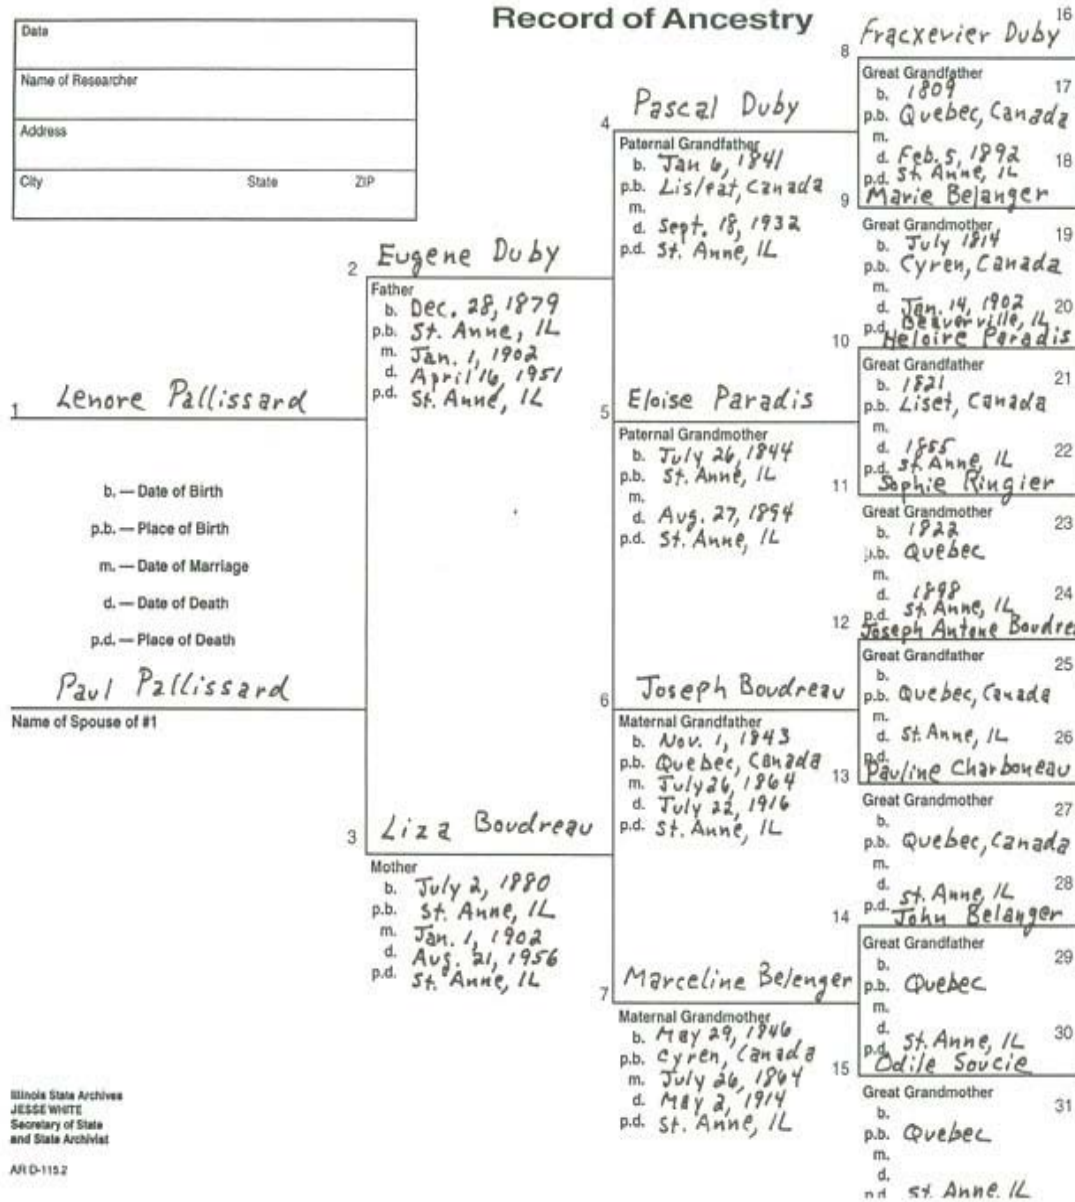 Record of Ancestry
Date
Name of Researcher
Address
City State ZIP
1 Lenore Pallissard
b. — Date of Birth
p.b. — Place of Birth
m. — Date of Marriage
d. — Date of Death
p.d. — Place of Death
Paul Pallissard
Name of Spouse of #1
2 Eugene Duby
Father
b. Dec. 28, 1879
p.b. St. Anne, IL
m. Jan. 1, 1902
d. April 16, 1951
p.d. St. Anne, IL
3 Liza Boudreau
Mother
b. July 2, 1880
p.b. St. Anne, IL
m. Jan. 1, 1902
d. Aug. 21, 1956
p.d. St. Anne, IL
4 Pascal Duby
Paternal Grandfather
b. Jan 6, 1841
p.b. Lis/eat, Canada
m.
d. Sept. 18, 1932
p.d. St. Anne, IL
5 Eloise Paradis
Paternal Grandmother
b. July 26, 1844
p.b. St. Anne, IL
m.
d. Aug. 27, 1894
p.d. St. Anne, IL
6 Joseph Boudreau
Maternal Grandfather
b. Nov. 1, 1843
p.b. Quebec, Canada
m. July 26, 1864
d. July 22, 1916
p.d. St. Anne, IL
7 Marceline Belenger
Maternal Grandmother
b. May 29, 1846
p.b. Cyren, Canada
m. July 26, 1864
d. May 2, 1914
p.d. St. Anne, IL
16
8 Fracxevier Duby
Great Grandfather
b. 1809 17
p.b. Quebec, Canada
m.
d. Feb. 5, 1892 18
p.d. St Anne, IL
9 Marie Belanger
Great Grandmother
b. July 1814 19
p.b. Cyren, Canada
m.
d. Jan. 14, 1902 20
p.d. Beaverville, IL
10 Heloire Paradis
Great Grandfather
b. 1821 21
p.b. Liset, Canada
m.
d. 1855 22
p.d. St. Anne, IL
11 Sophie Ringier
Great Grandmother
b. 1822 23
p.b. Quebec
m.
d. 1898 24
p.d. St. Anne, IL
12 Joseph Antone Boudrea
Great Grandfather
b. 25
p.b. Quebec, Canada
m.
d. St. Anne, IL 26
p.d.
13 Pauline Charboneau
Great Grandmother
b. 27
p.b. Quebec, Canada
m.
d. 28
p.d. St. Anne, IL
14 John Belanger
Great Grandfather
b. 29
p.b. Quebec
m.
d. 30
p.d. St. Anne, IL
15 Odile Soucie
Great Grandmother
b. 31
p.b. Quebec
m.
d.
p.d. St. Anne, IL
Illinois State Archives
JESSE WHITE
Secretary of State
and State Archivist
AR D-115.2